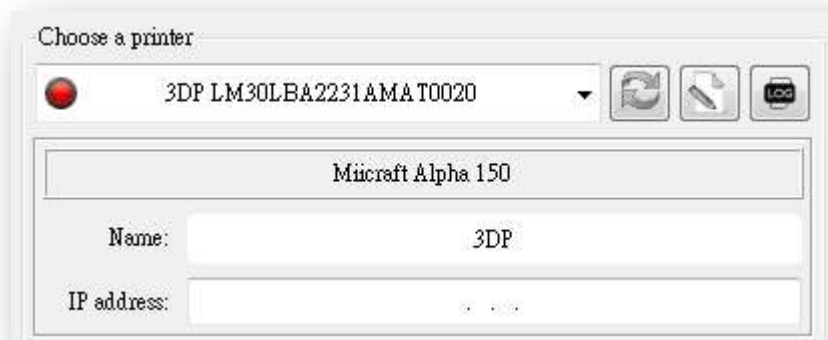 Choose a printer
3DP LM30LBA2231AMAT0020
LOG
Miicraft Alpha 150
Name: 3DP
IP address: . . .